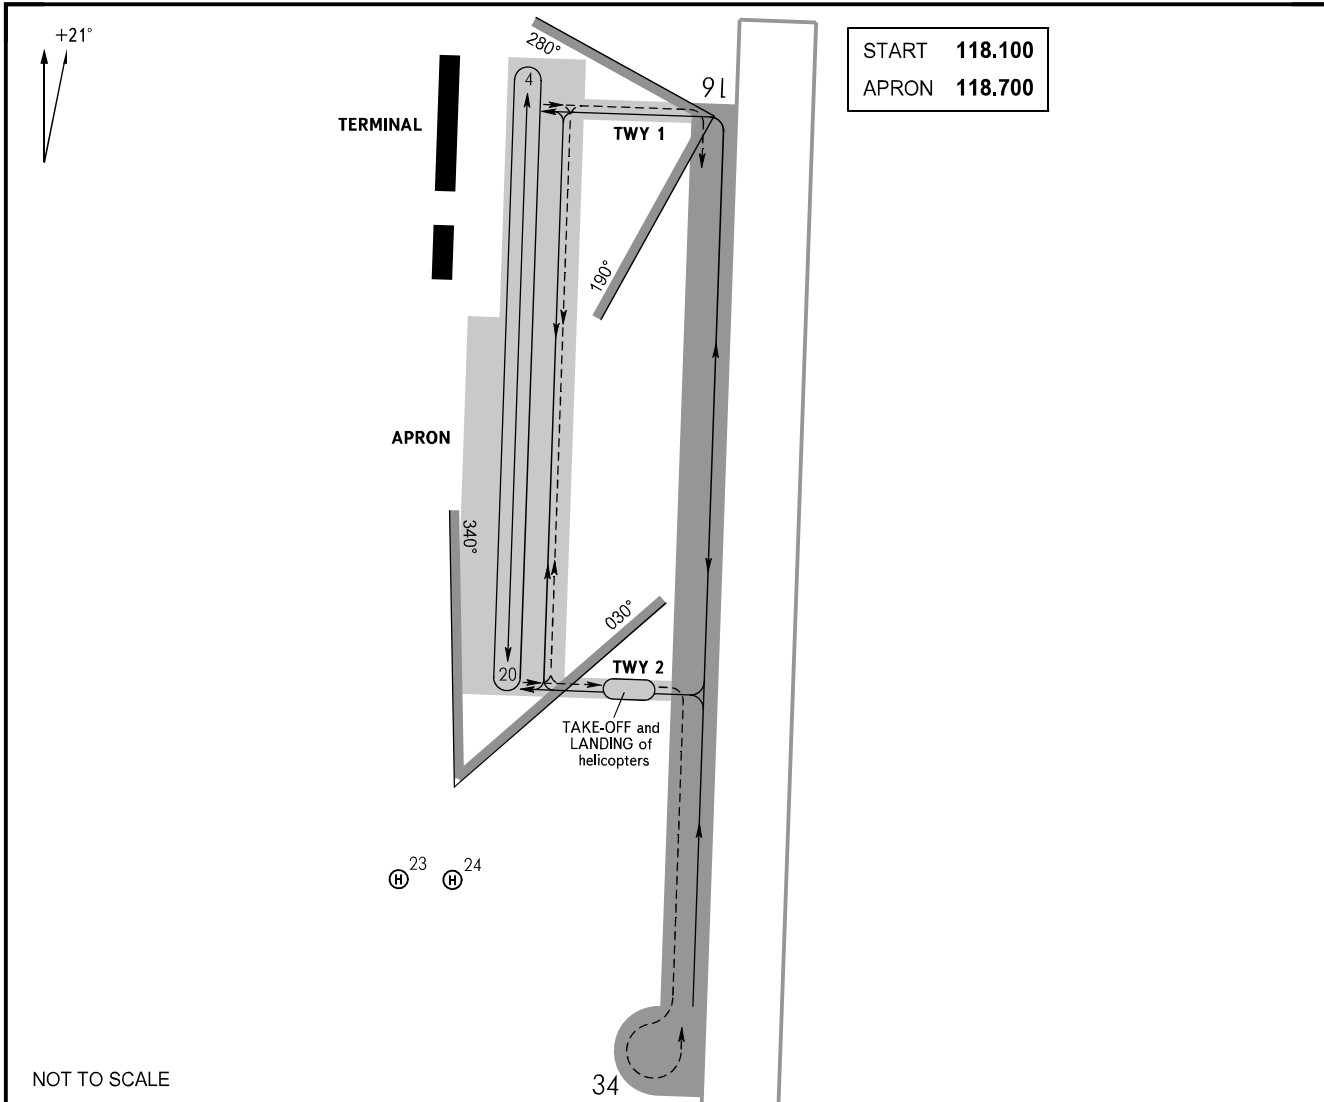 +21°
280°
4
16
START 118.100
APRON 118.700
TERMINAL
TWY 1
190°
APRON
340°
030°
TWY 2
20
TAKE-OFF and
LANDING of
helicopters
H 23 H 24
34
NOT TO SCALE